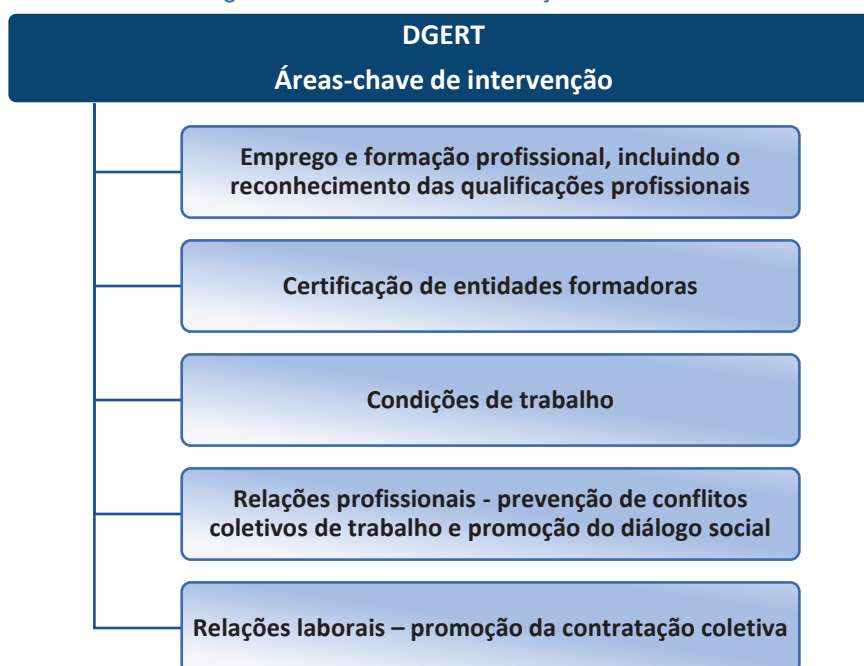 DGERT
Áreas-chave de intervenção
Emprego e formação profissional, incluindo o
reconhecimento das qualificações profissionais
Certificação de entidades formadoras
Condições de trabalho
Relações profissionais - prevenção de conflitos
coletivos de trabalho e promoção do diálogo social
Relações laborais – promoção da contratação coletiva